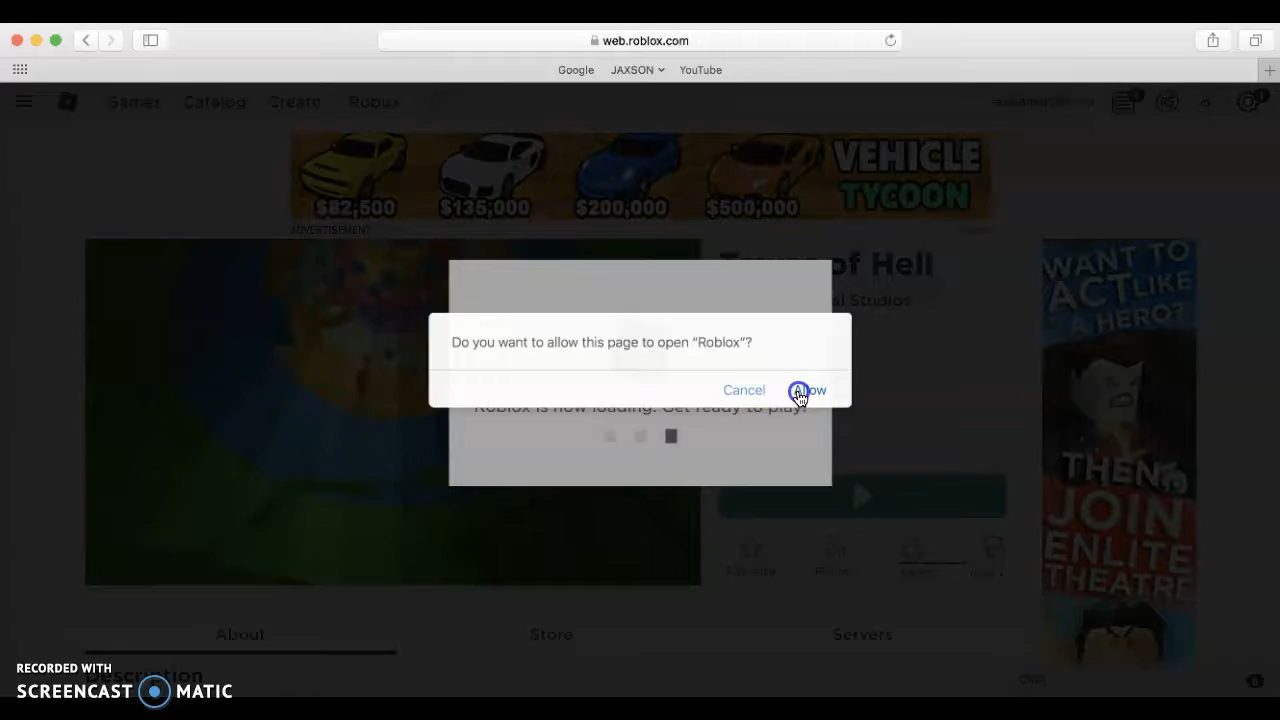 web.roblox.com
Google JAXSON YouTube
Games Catalog Create Robux
$82,500 $135,000 $200,000 $500,000 VEHICLE TYCOON
ADVERTISEMENT
of Hell
al Studios
WANT TO
ACT LIKE
A HERO?
THEN
JOIN
ENLITE
THEATRE
Do you want to allow this page to open “Roblox”?
Cancel Allow
Roblox is now loading. Get ready to play!
Favorite
About Store Servers
Description
RECORDED WITH
SCREENCAST MATIC